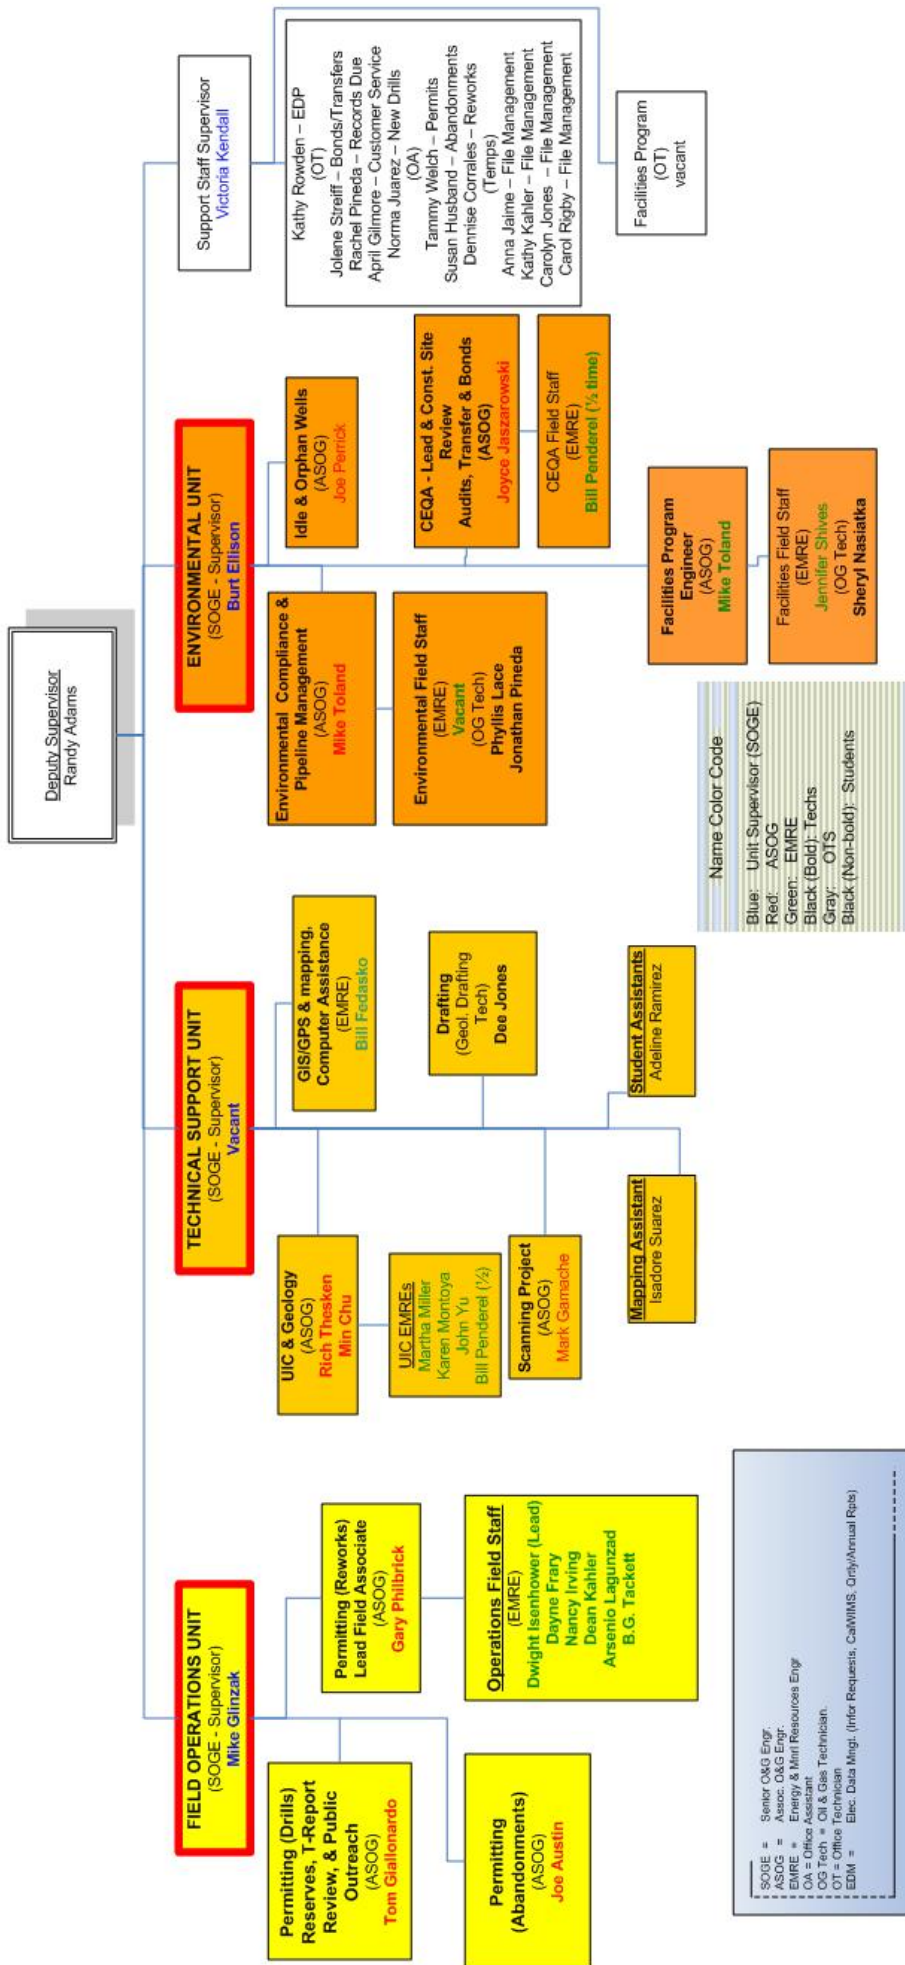 Deputy Supervisor
Randy Adams
FIELD OPERATIONS UNIT
(SOGE - Supervisor)
Mike Glinzak
Permitting (Drills)
Reserves, T-Report
Review, & Public
Outreach
(ASOG)
Tom Giallonardo
Permitting (Reworks)
Lead Field Associate
(ASOG)
Gary Philbrick
Permitting
(Abandonments)
(ASOG)
Joe Austin
Operations Field Staff
(EMRE)
Dwight Isenhower (Lead)
Dayne Frary
Nancy Irving
Dean Kahler
Arsenio Lagunzad
B.G. Tackett
TECHNICAL SUPPORT UNIT
(SOGE - Supervisor)
Vacant
UIC & Geology
(ASOG)
Rich Thesken
Min Chu
UIC EMREs
Martha Miller
Karen Montoya
John Yu
Bill Penderel (½)
Scanning Project
(ASOG)
Mark Gamache
Mapping Assistant
Isadore Suarez
GIS/GPS & mapping,
Computer Assistance
(EMRE)
Bill Fedasko
Drafting
(Geol. Drafting
Tech)
Dee Jones
Student Assistants
Adeline Ramirez
ENVIRONMENTAL UNIT
(SOGE - Supervisor)
Burt Ellison
Environmental Compliance &
Pipeline Management
(ASOG)
Mike Toland
Environmental Field Staff
(EMRE)
Vacant
(OG Tech)
Phyllis Lace
Jonathan Pineda
Idle & Orphan Wells
(ASOG)
Joe Perrick
CEQA - Lead & Const. Site
Review
Audits, Transfer & Bonds
(ASOG)
Joyce Jaszarowski
CEQA Field Staff
(EMRE)
Bill Penderel (½ time)
Facilities Program
Engineer
(ASOG)
Mike Toland
Facilities Field Staff
(EMRE)
Jennifer Shives
(OG Tech)
Sheryl Nasiatka
Support Staff Supervisor
Victoria Kendall
Kathy Rowden – EDP
(OT)
Jolene Streiff – Bonds/Transfers
Rachel Pineda – Records Due
April Gilmore – Customer Service
Norma Juarez – New Drills
(OA)
Tammy Welch – Permits
Susan Husband – Abandonments
Dennise Corrales – Reworks
(Temps)
Anna Jaime – File Management
Kathy Kahler – File Management
Carolyn Jones – File Management
Carol Rigby – File Management
Facilities Program
(OT)
vacant
SOGE = Senior O&G Engr.
ASOG = Assoc. O&G Engr.
EMRE = Energy & Mnrl Resources Engr
OA = Office Assistant
OG Tech = Oil & Gas Technician.
OT = Office Technician
EDM = Elec. Data Mngt. (Infor Requests, CalWIMS, Qrtly/Annual Rpts)
Name Color Code
Blue: Unit Supervisor (SOGE)
Red: ASOG
Green: EMRE
Black (Bold): Techs
Gray: OTS
Black (Non-bold): Students